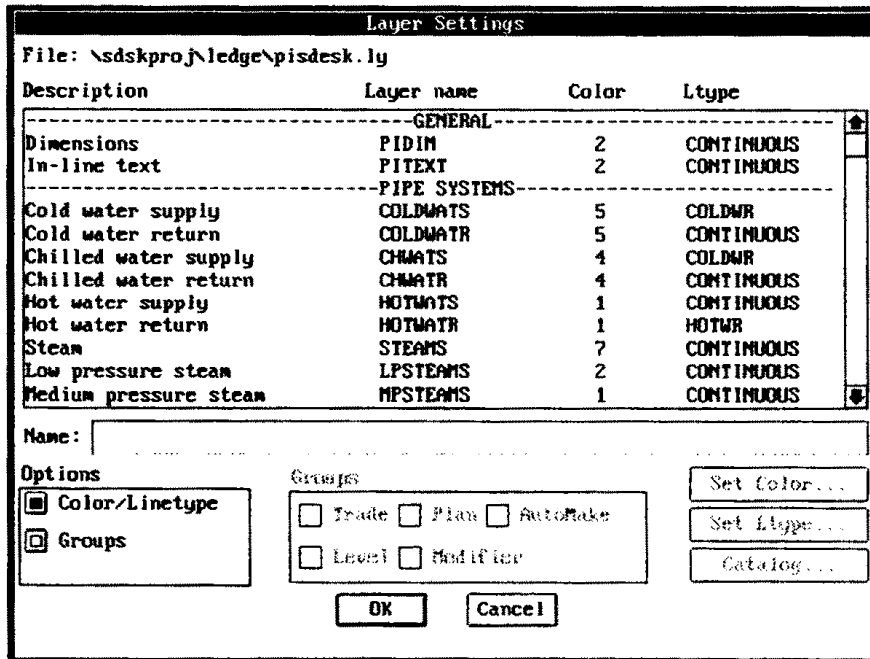 Layer Settings
File: \sdskproj\ledge\pisdesk.ly
Description Layer name Color Ltype
GENERAL
Dimensions PIDIM 2 CONTINUOUS
In-line text PITEXT 2 CONTINUOUS
PIPE SYSTEMS
Cold water supply COLDWATS 5 COLDWR
Cold water return COLDWATR 5 CONTINUOUS
Chilled water supply CHWATS 4 COLDWR
Chilled water return CHWATR 4 CONTINUOUS
Hot water supply HOTWATS 1 CONTINUOUS
Hot water return HOTWATR 1 HOTWR
Steam STEAMS 7 CONTINUOUS
Low pressure steam LPSTEAMS 2 CONTINUOUS
Medium pressure steam MPSTEAMS 1 CONTINUOUS
Name:
Options
Color/Linetype
Groups
Groups
Trade Plan AutoMake
Level Modifier
Set Color...
Set Ltype...
Catalog...
OK Cancel